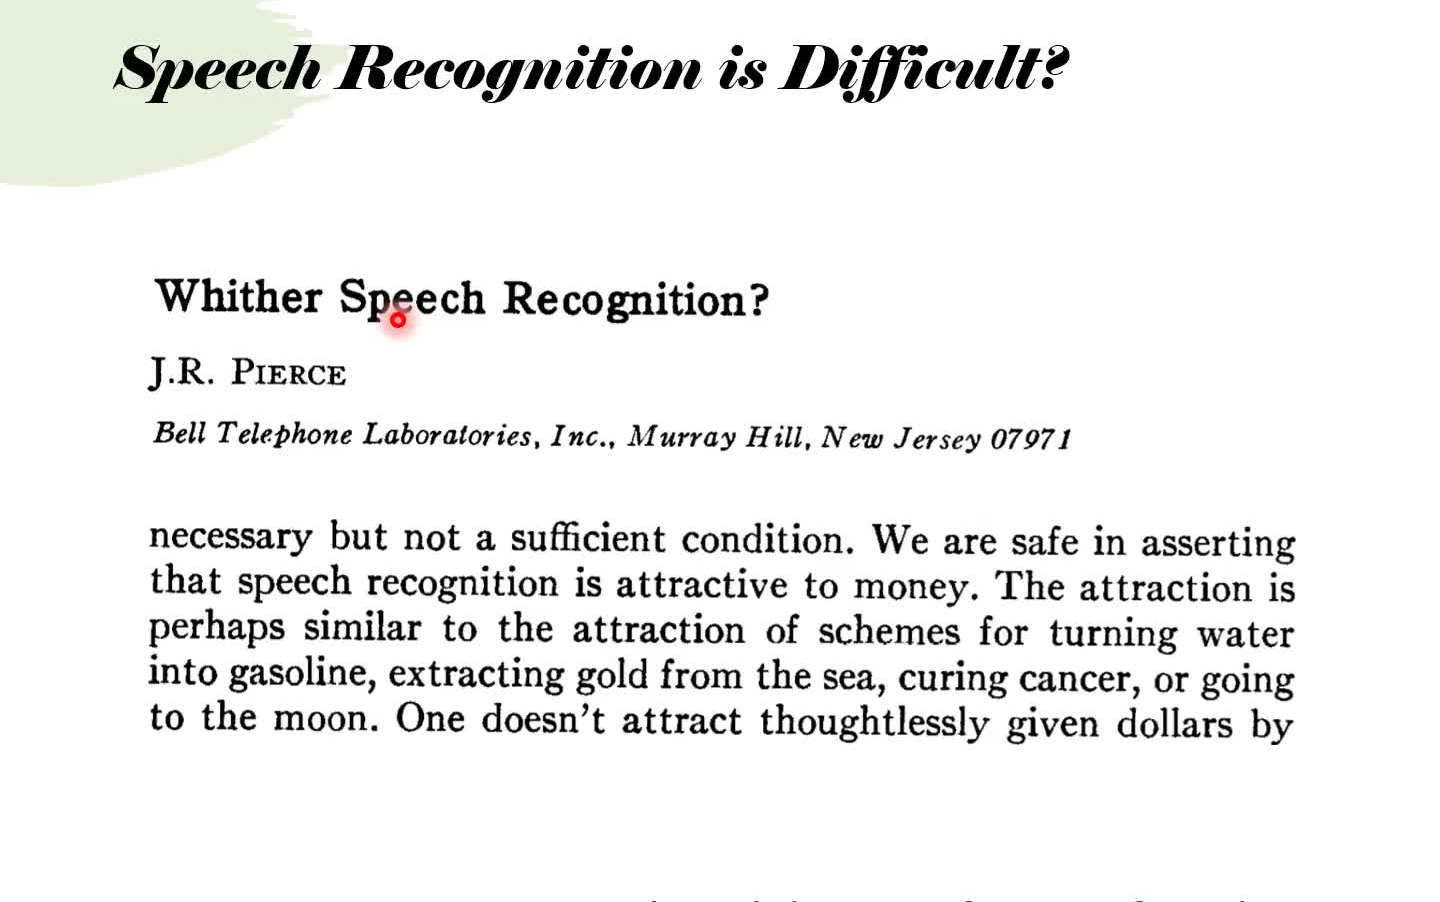 Speech Recognition is Difficult?
Whither Speech Recognition?
J.R. PIERCE
Bell Telephone Laboratories, Inc., Murray Hill, New Jersey 07971
necessary but not a sufficient condition. We are safe in asserting
that speech recognition is attractive to money. The attraction is
perhaps similar to the attraction of schemes for turning water
into gasoline, extracting gold from the sea, curing cancer, or going
to the moon. One doesn't attract thoughtlessly given dollars by